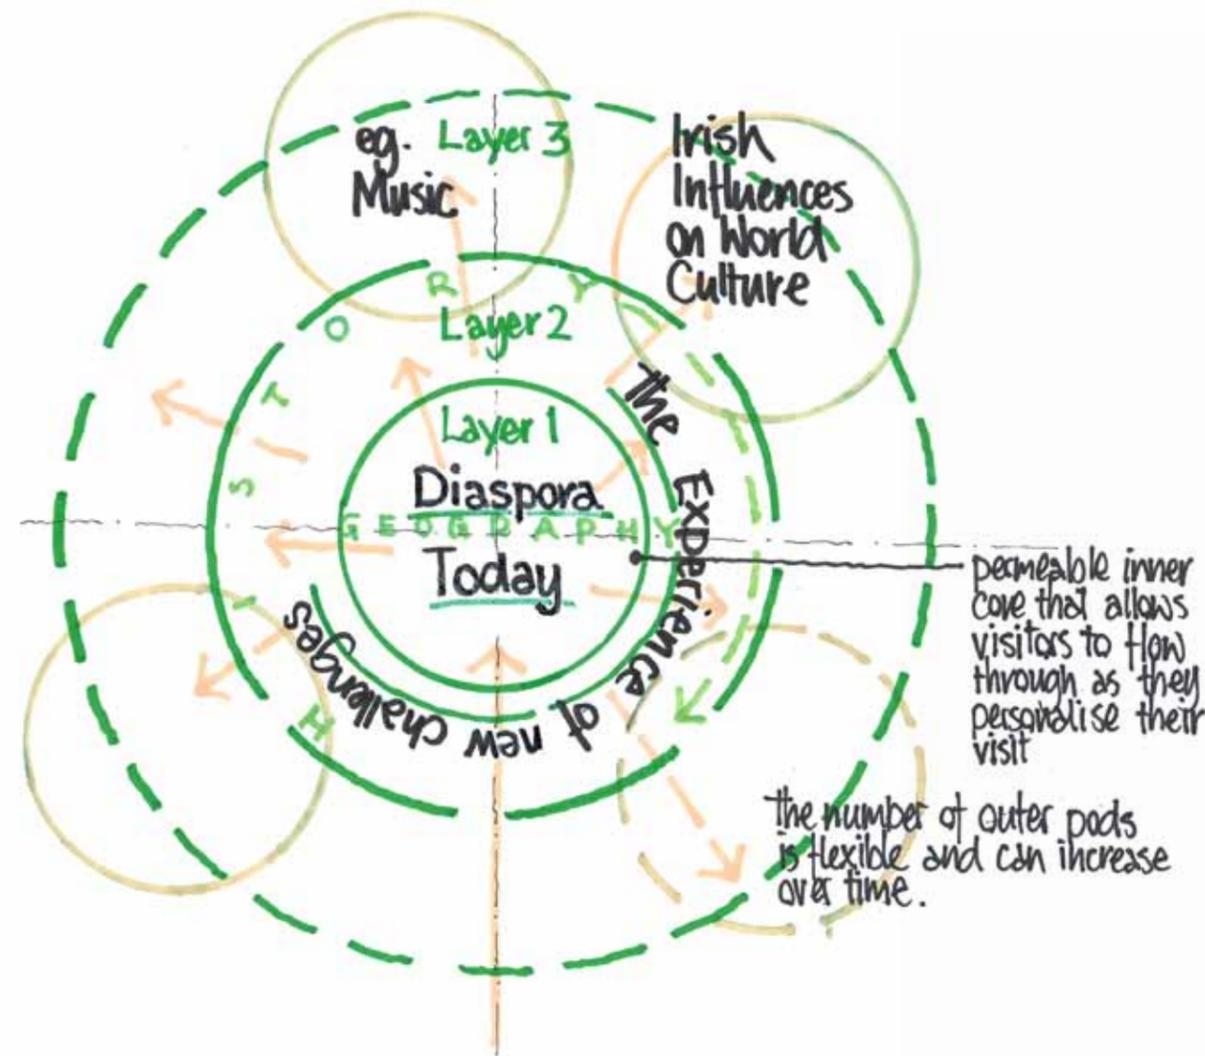 eg. Layer 3
Music
Irish
Influences
on World
Culture
HISTORY
Layer 2
Layer 1
Diaspora
GEOGRAPHY
Today
The Experience of new challenges
permeable inner
core that allows
visitors to flow
through as they
personalise their
visit
the number of outer pods
is flexible and can increase
over time.